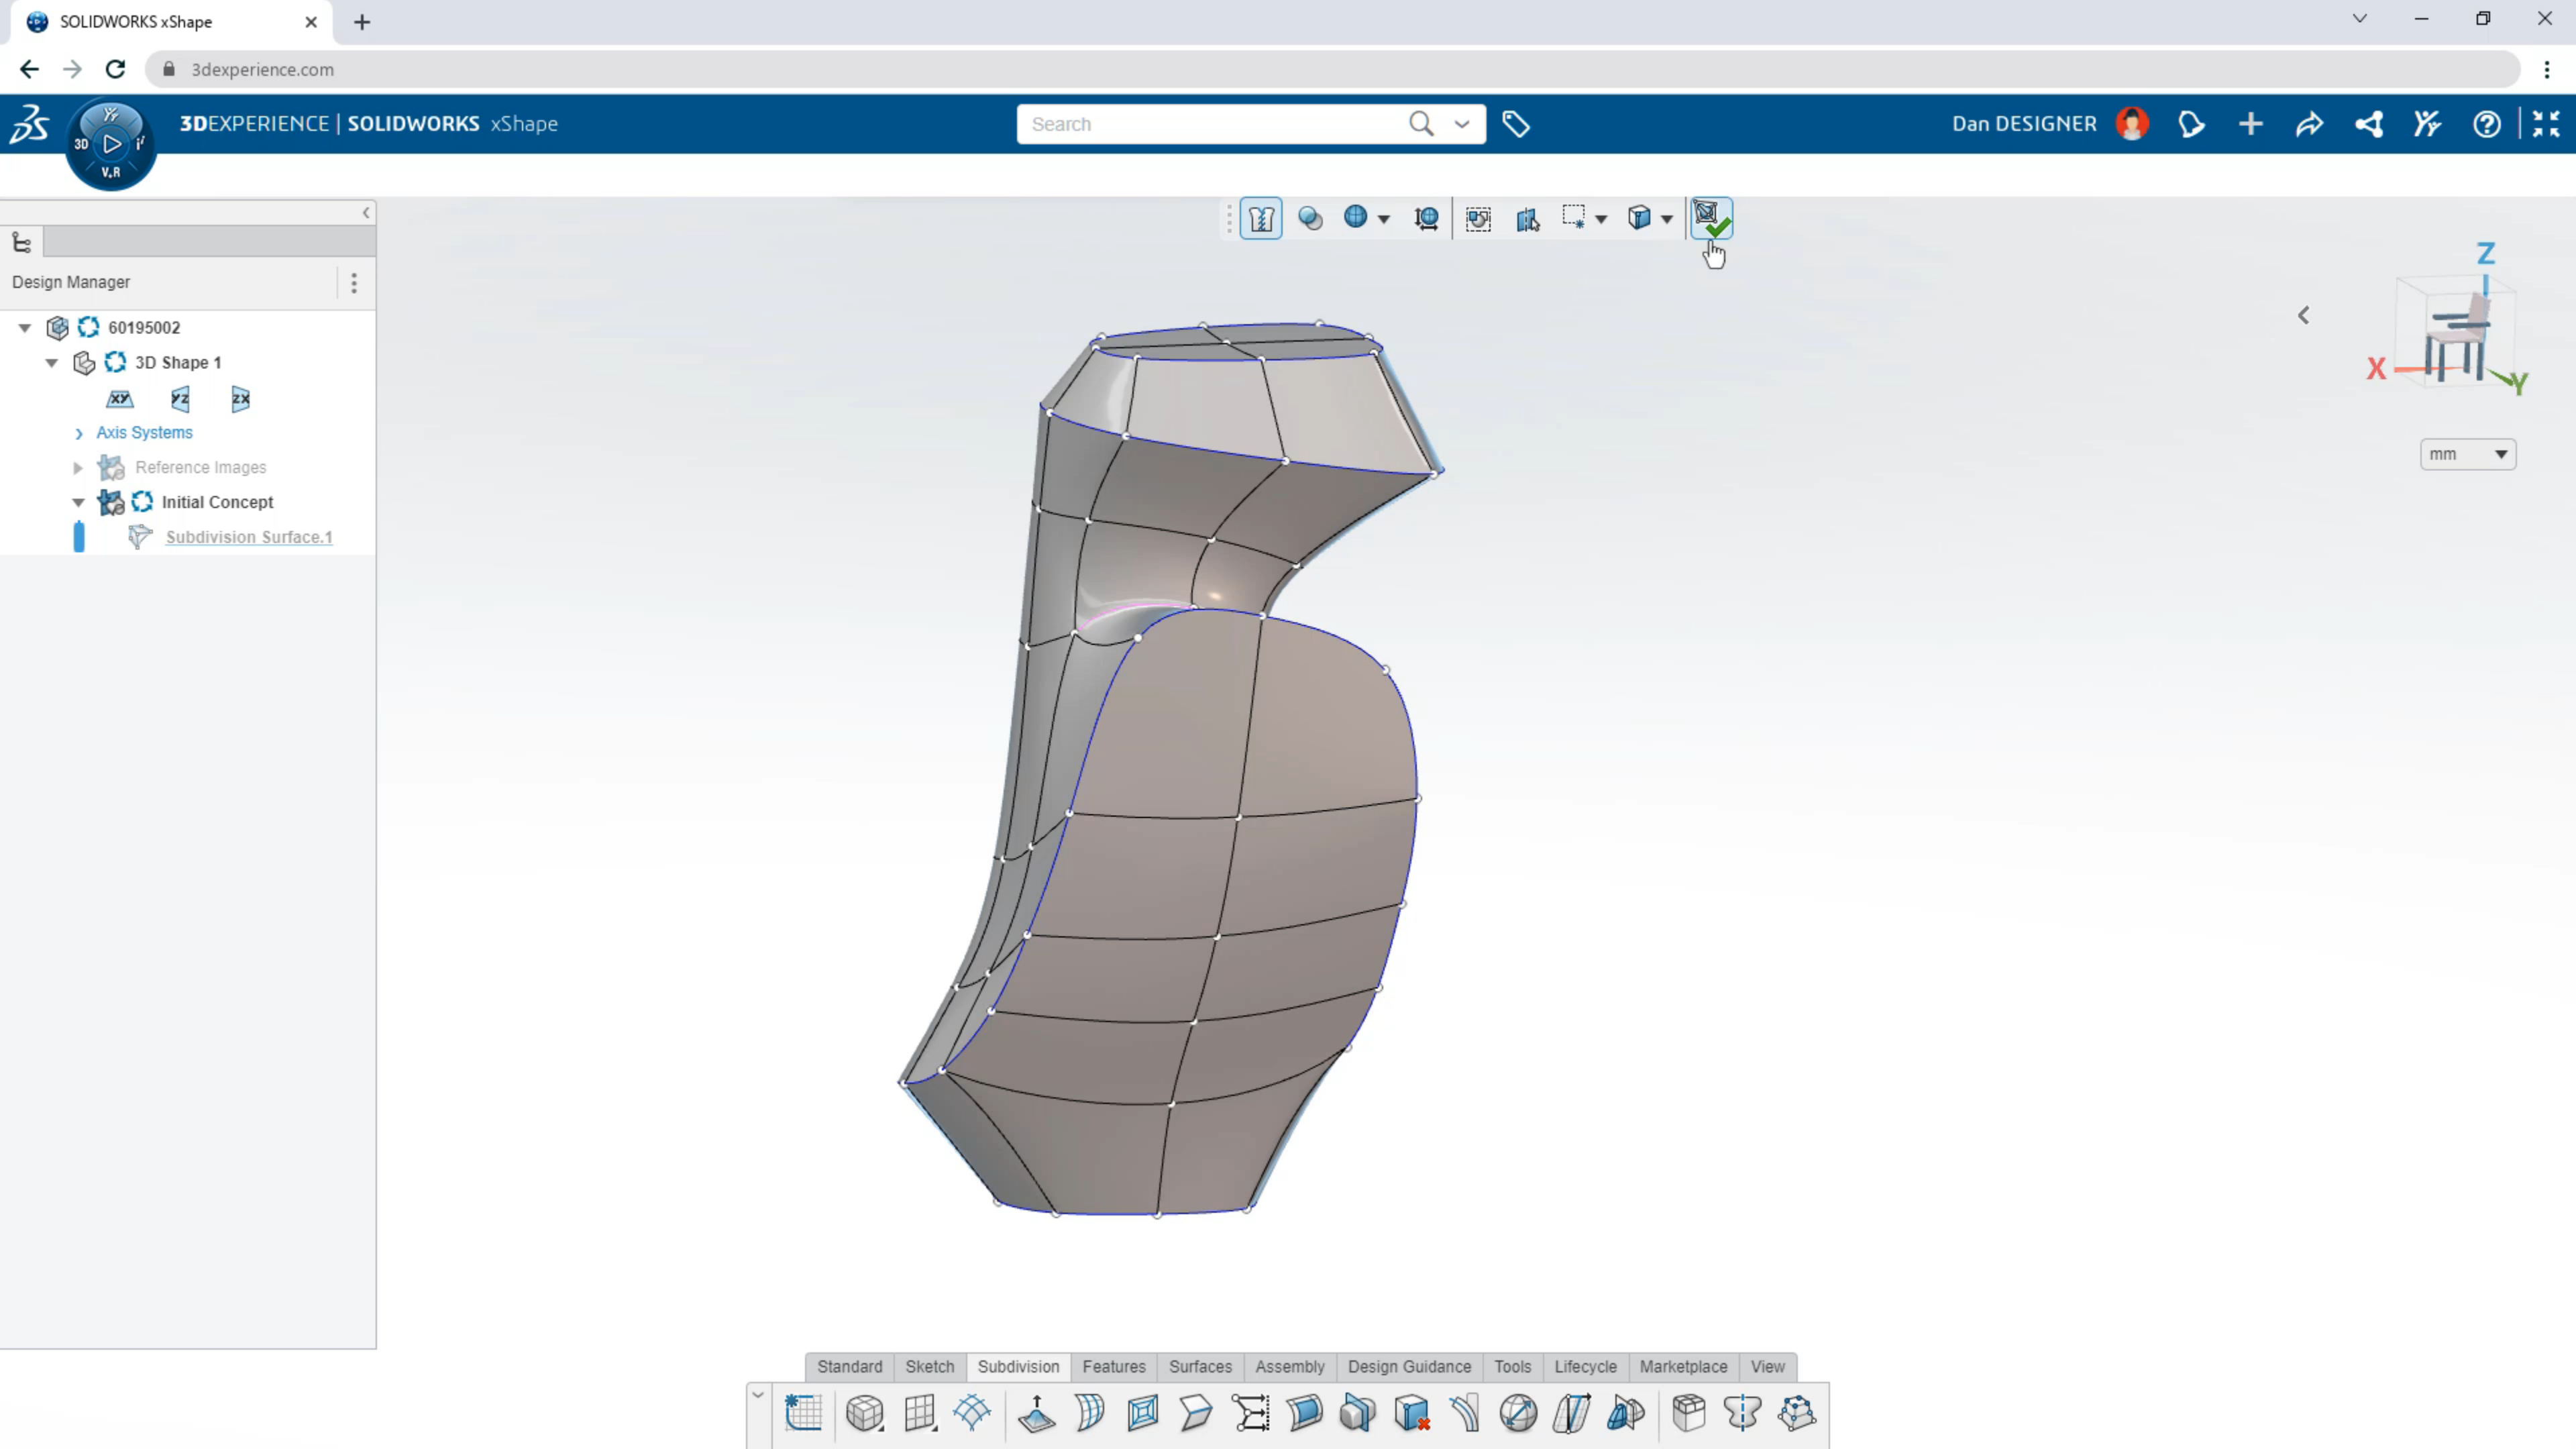 SOLIDWORKS xShape
3dexperience.com
3DEXPERIENCE | SOLIDWORKS xShape
Search
Dan DESIGNER
3D
V.R
Design Manager
60195002
3D Shape 1
XY YZ ZX
Axis Systems
Reference Images
Initial Concept
Subdivision Surface.1
Z
X
Y
mm
Standard Sketch Subdivision Features Surfaces Assembly Design Guidance Tools Lifecycle Marketplace View